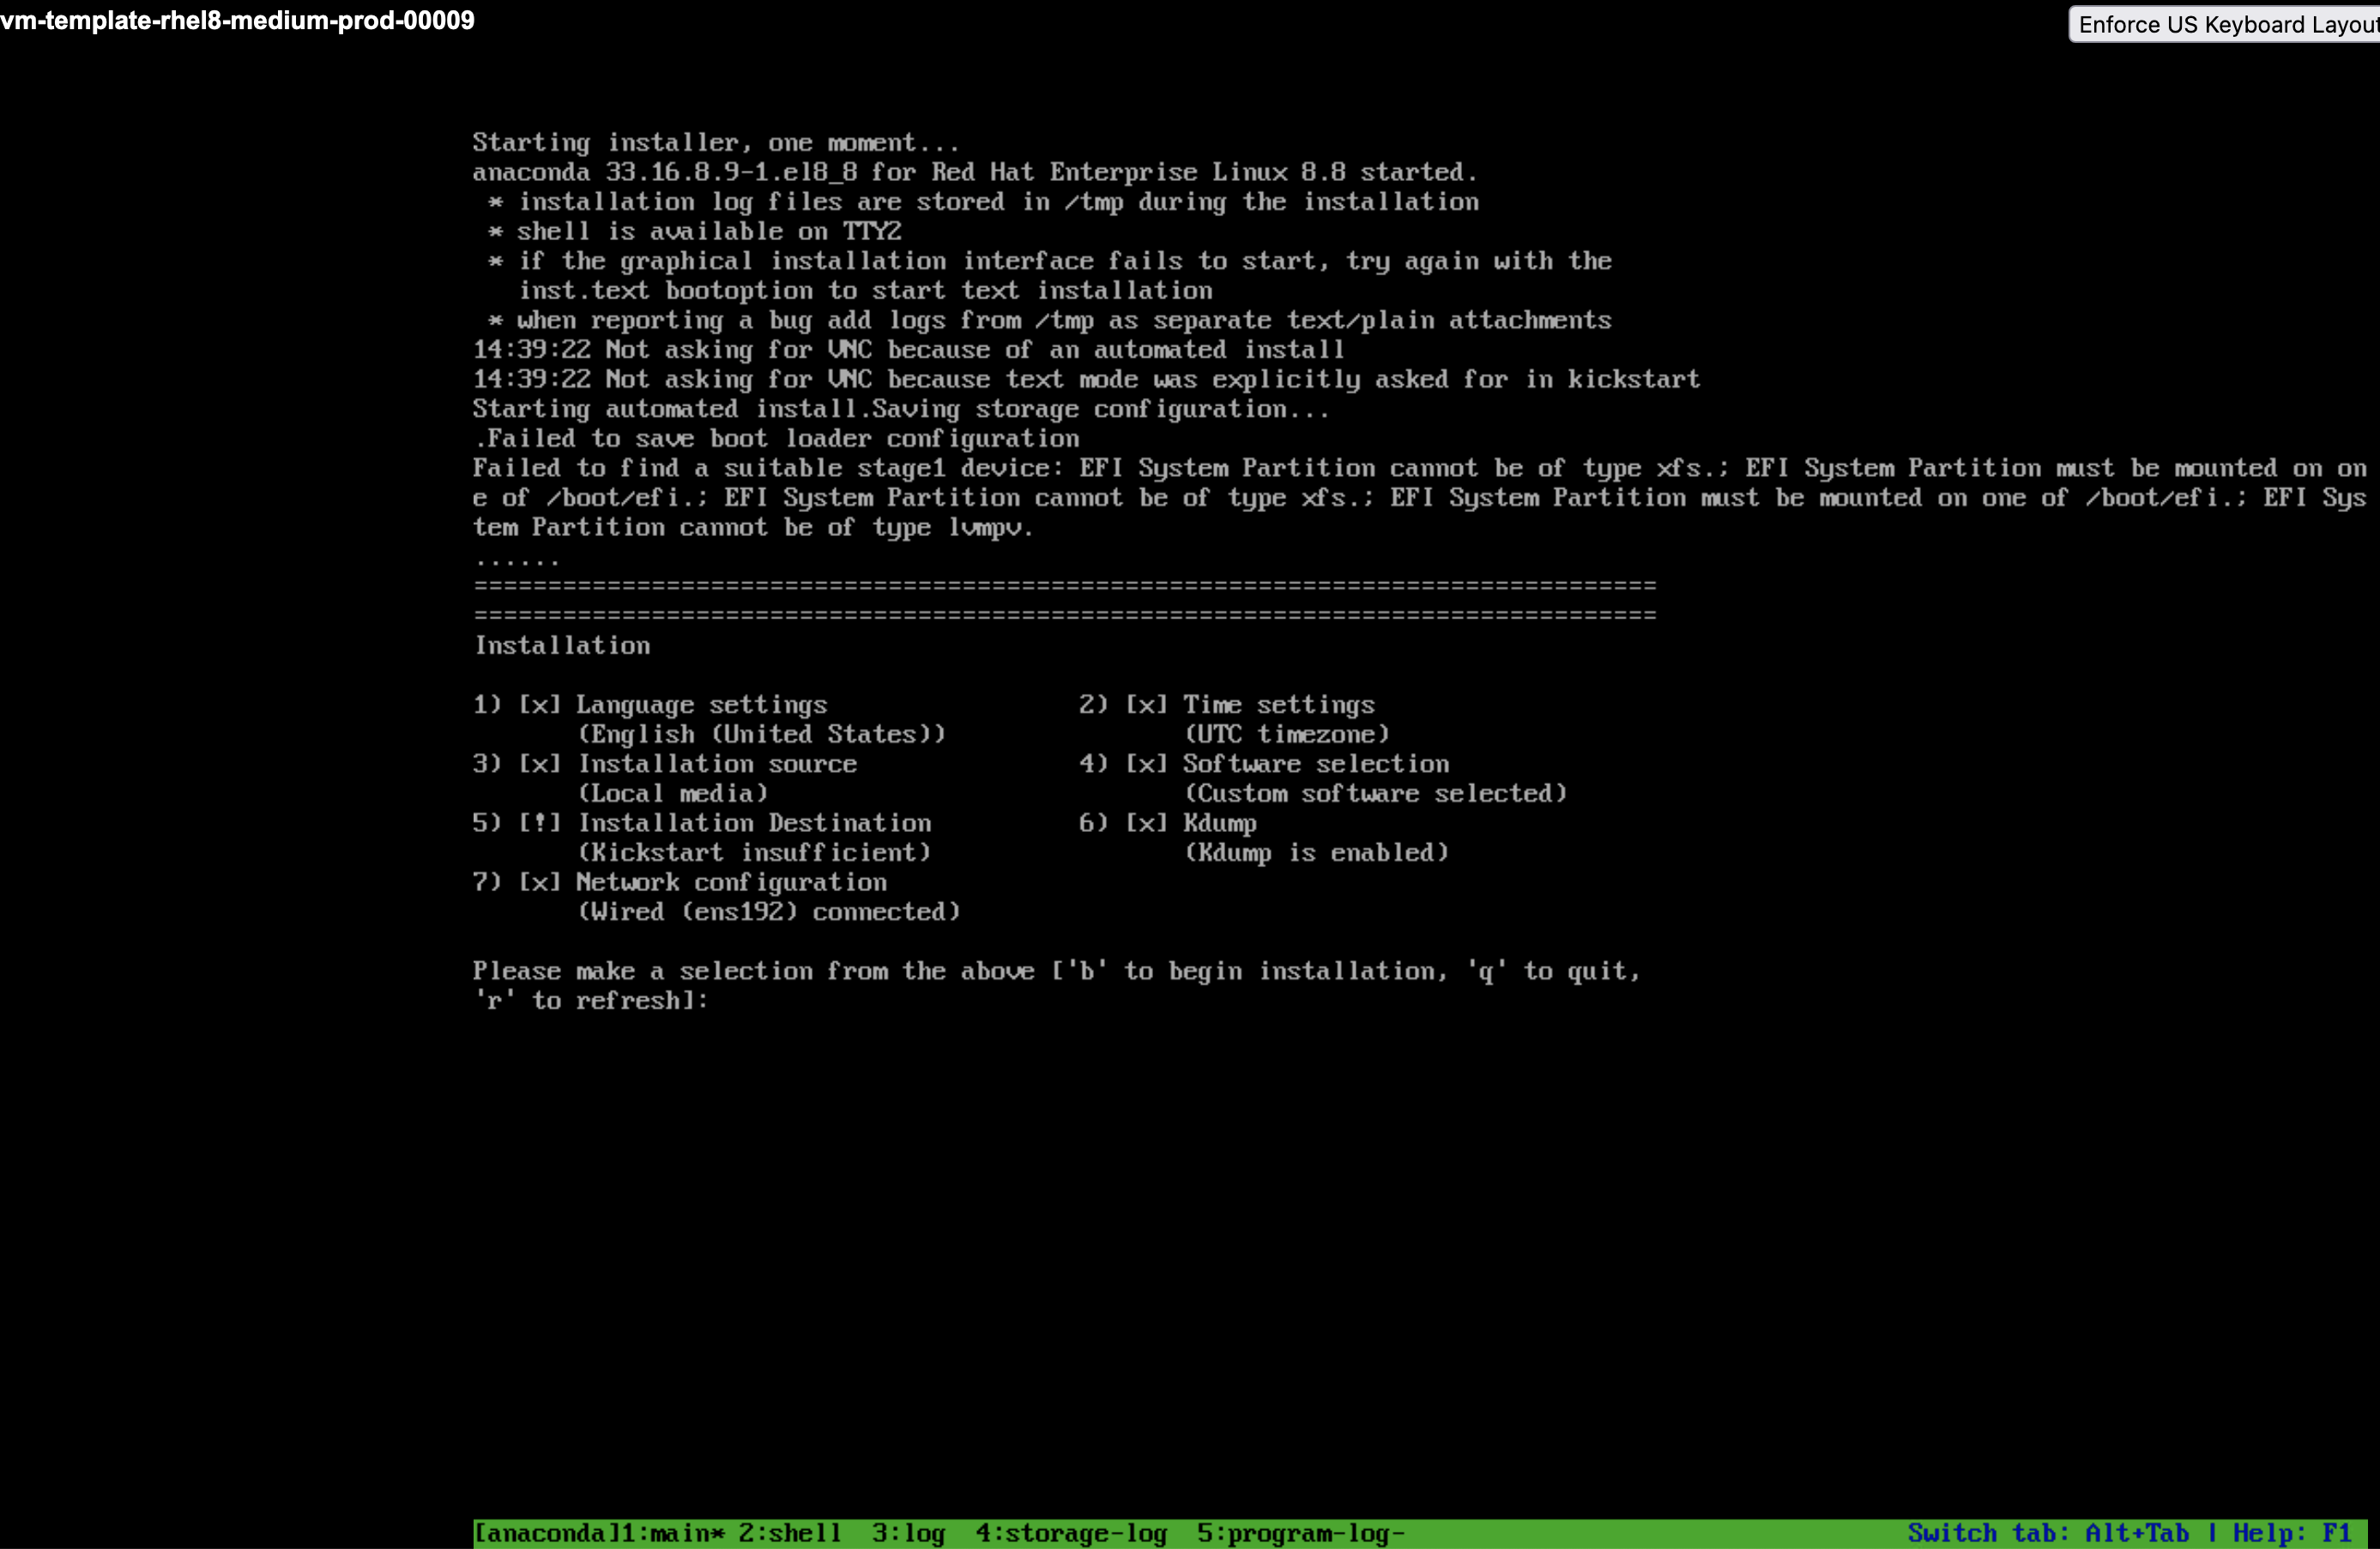 vm-template-rhel8-medium-prod-00009
Enforce US Keyboard Layout
Starting installer, one moment...
anaconda 33.16.8.9-1.el8_8 for Red Hat Enterprise Linux 8.8 started.
* installation log files are stored in /tmp during the installation
* shell is available on TTY2
* if the graphical installation interface fails to start, try again with the
inst.text bootoption to start text installation
* when reporting a bug add logs from /tmp as separate text/plain attachments
14:39:22 Not asking for VNC because of an automated install
14:39:22 Not asking for VNC because text mode was explicitly asked for in kickstart
Starting automated install.Saving storage configuration...
.Failed to save boot loader configuration
Failed to find a suitable stage1 device: EFI System Partition cannot be of type xfs.; EFI System Partition must be mounted on on
e of /boot/efi.; EFI System Partition cannot be of type xfs.; EFI System Partition must be mounted on one of /boot/efi.; EFI Sys
tem Partition cannot be of type lvmpv.
......
================================================================================
================================================================================
Installation
1) [x] Language settings 2) [x] Time settings
(English (United States)) (UTC timezone)
3) [x] Installation source 4) [x] Software selection
(Local media) (Custom software selected)
5) [!] Installation Destination 6) [x] Kdump
(Kickstart insufficient) (Kdump is enabled)
7) [x] Network configuration
(Wired (ens192) connected)
Please make a selection from the above ['b' to begin installation, 'q' to quit,
'r' to refresh]:
[anaconda]1:main* 2:shell 3:log 4:storage-log 5:program-log- Switch tab: Alt+Tab | Help: F1